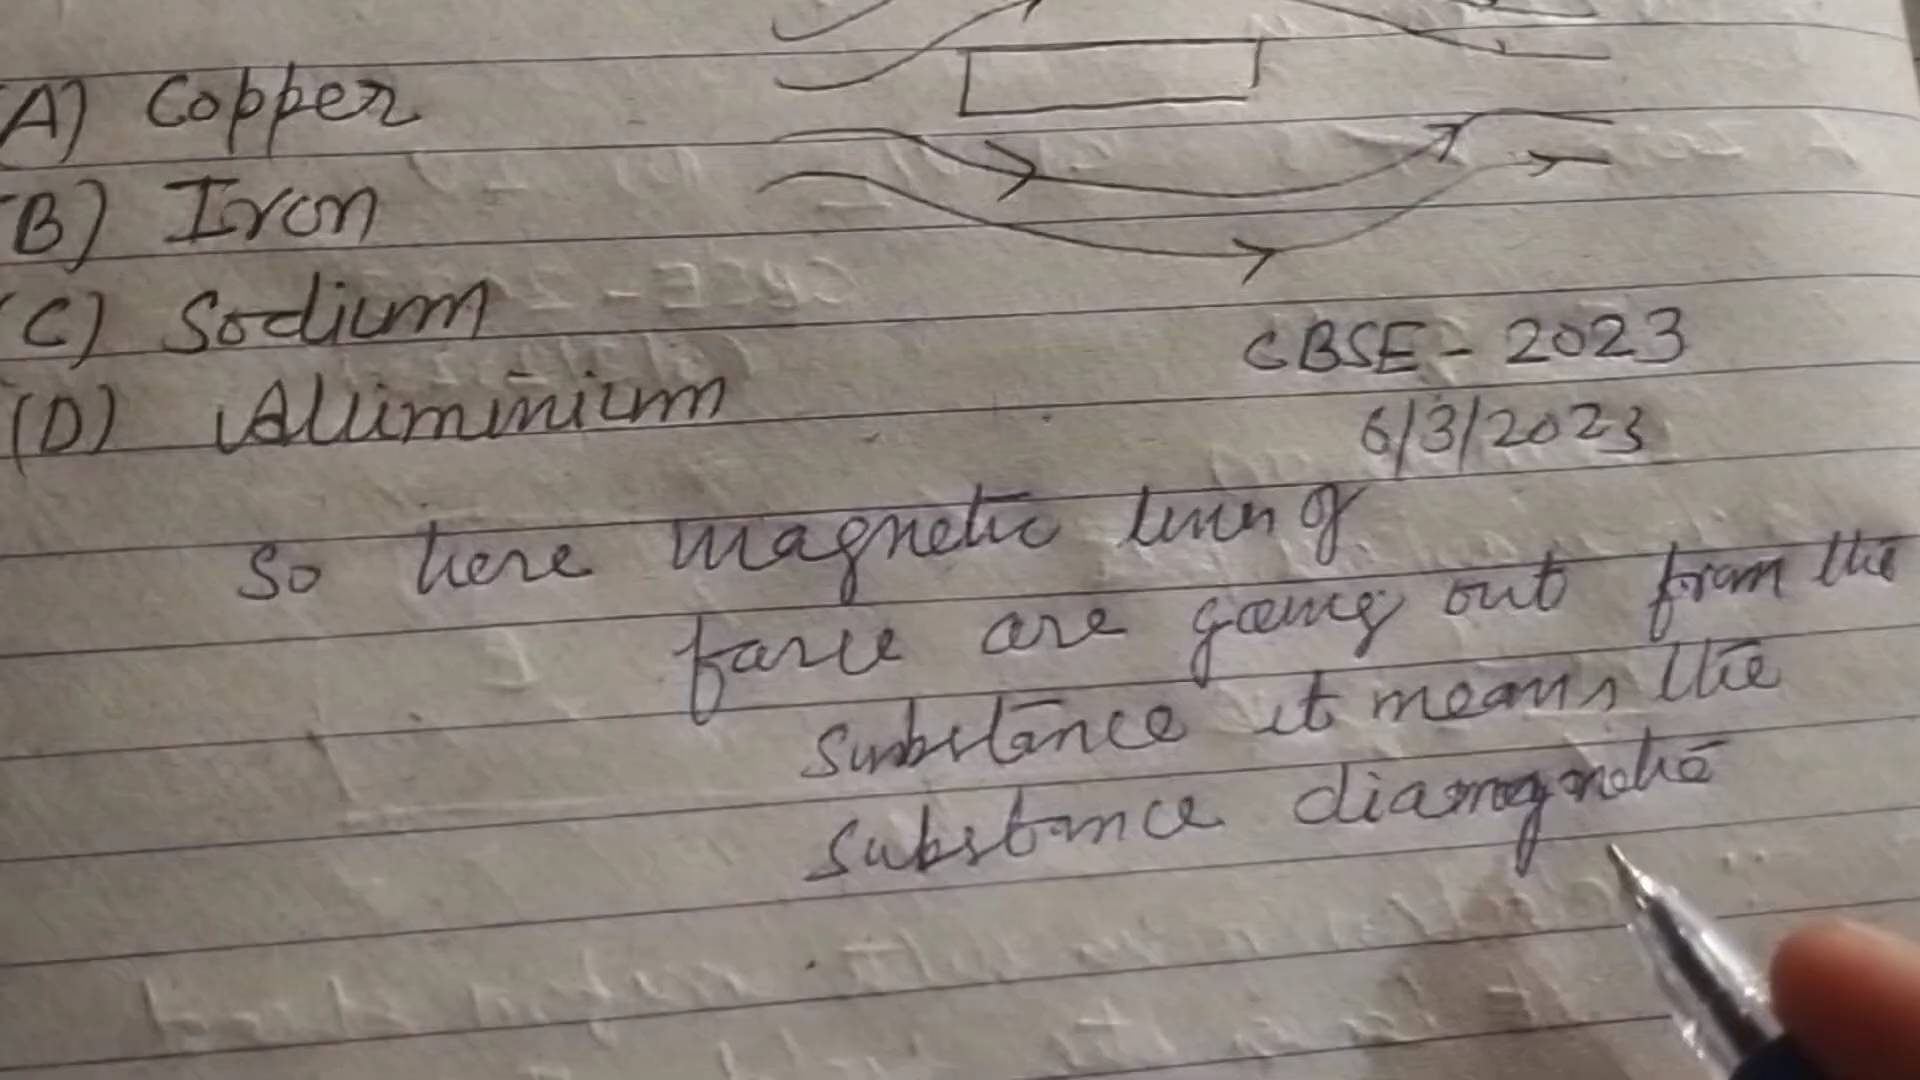 (A) Copper
(B) Iron
(C) Sodium
(D) Aluminium
CBSE - 2023
6/3/2023
So here magnetic lines of
force are going out from the
substance it means the
substance diamagnetic